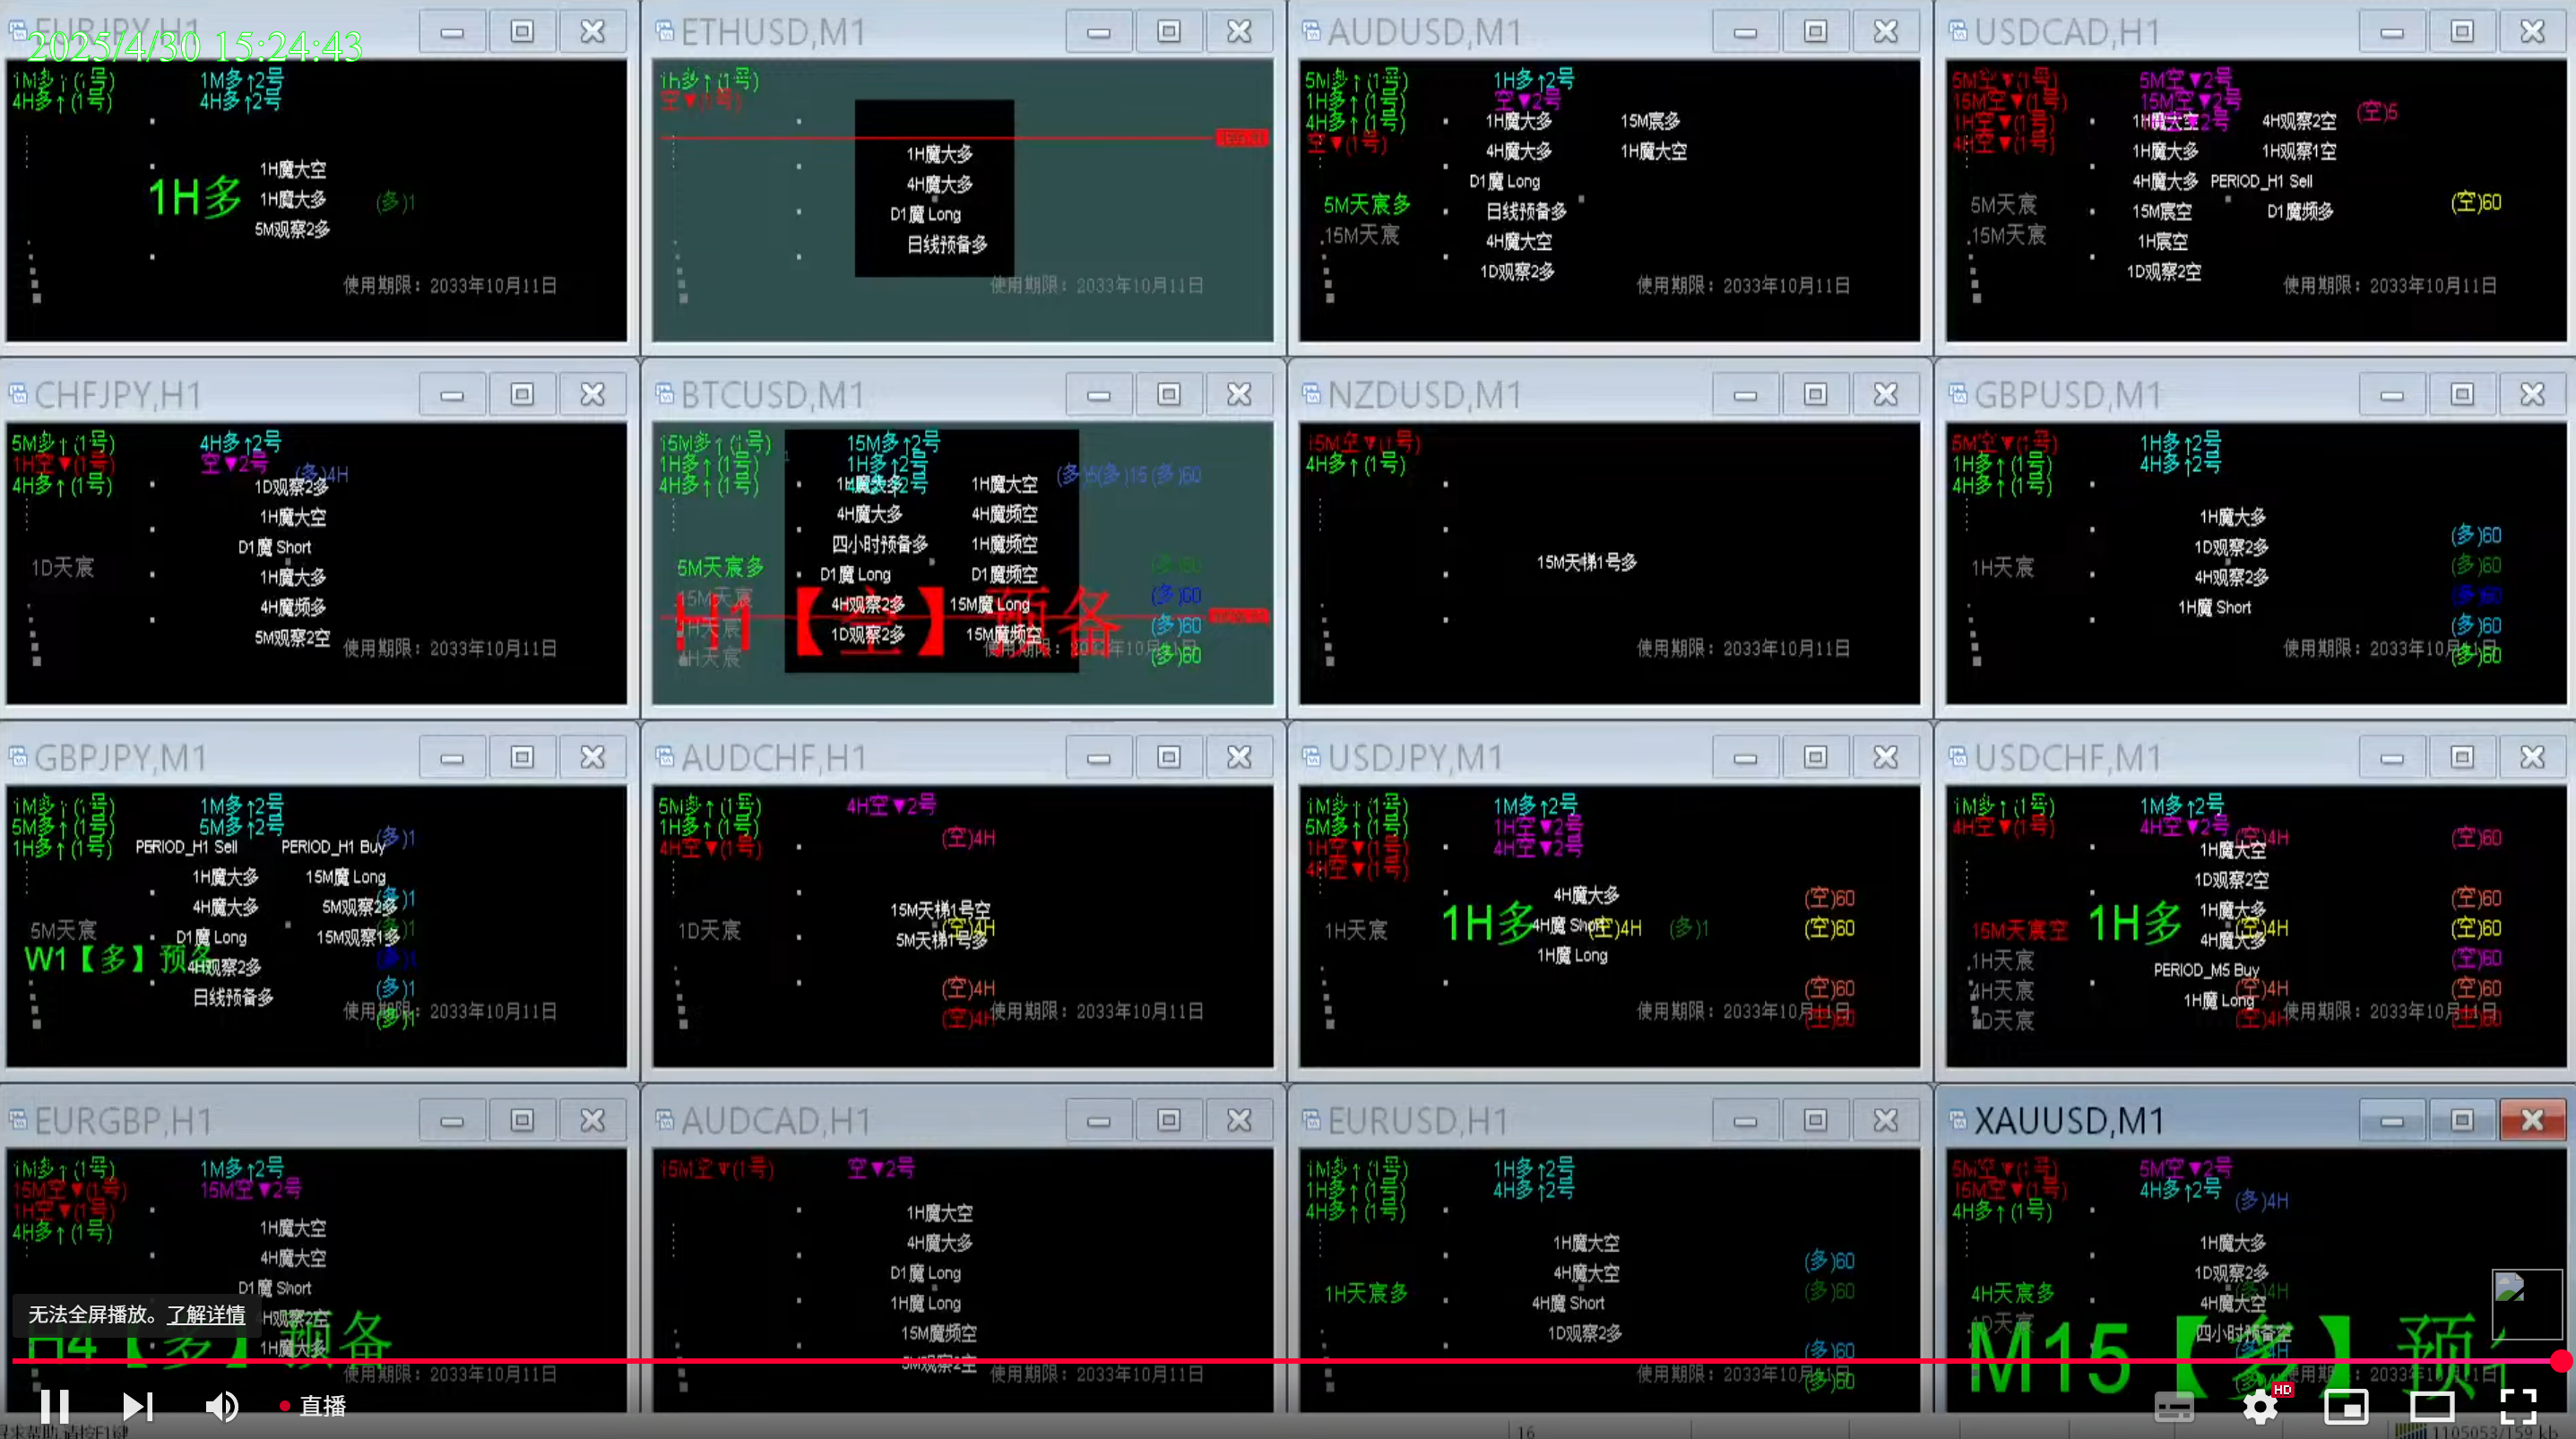 EURJPY,H1
2025/4/30 15:24:43
1M多↑(1号)
4H多↑(1号)
1M多↑2号
4H多↑2号
1H多
1H魔大空
1H魔大多
5M观察2多
(多)1
使用期限：2033年10月11日
ETHUSD,M1
1h多↑(1号)
空▼(1号)
1H魔大多
4H魔大多
D1魔 Long
日线预备多
使用期限：2033年10月11日
AUDUSD,M1
5M多↑(1号)
1H多↑(1号)
4H多↑(1号)
空▼(1号)
1H多↑2号
空▼2号
1H魔大多
4H魔大多
D1魔 Long
日线预备多
4H魔大空
1D观察2多
15M宸多
1H魔大空
5M天宸多
15M天宸
使用期限：2033年10月11日
USDCAD,H1
5M空▼(1号)
15M空▼(1号)
1H空▼(1号)
4H空▼(1号)
5M空▼2号
15M空▼2号
1H魔大空
1H魔大多
4H魔大多
15M宸空
1H宸空
1D观察2空
4H观察2空
1H观察1空
PERIOD_H1 Sell
D1魔频多
(空)5
(空)60
5M天宸
15M天宸
使用期限：2033年10月11日
CHFJPY,H1
5M多↑(1号)
1H空▼(1号)
4H多↑(1号)
4H多↑2号
空▼2号
(多)4H
1D观察2多
1H魔大空
D1魔 Short
1H魔大多
4H魔频多
5M观察2空
1D天宸
使用期限：2033年10月11日
BTCUSD,M1
15M多↑(1号)
1H多↑(1号)
4H多↑(1号)
15M多↑2号
1H多↑2号
1H魔大多
4H魔大多
四小时预备多
D1魔 Long
4H观察2多
1D观察2多
1H魔大空
4H魔频空
1H魔频空
D1魔频空
15M魔 Long
15M魔频空
(多)15
(多)60
5M天宸多
15M天宸
1H天宸
4H天宸
(多)60
(多)60
(多)60
(多)60
H1【空】预备
NZDUSD,M1
15M空▼(1号)
4H多↑(1号)
15M天梯1号多
使用期限：2033年10月11日
GBPUSD,M1
5M空▼(1号)
1H多↑(1号)
4H多↑(1号)
1H多↑2号
4H多↑2号
1H魔大多
1D观察2多
4H观察2多
1H魔 Short
1H天宸
(多)60
(多)60
(多)60
(多)60
(多)60
使用期限：2033年10月11日
GBPJPY,M1
1M多↑(1号)
5M多↑(1号)
1H多↑(1号)
1M多↑2号
5M多↑2号
(多)1
PERIOD_H1 Sell
PERIOD_H1 Buy
1H魔大多
4H魔大多
D1魔 Long
4H观察2多
日线预备多
15M魔 Long
5M观察2多
15M观察1多
(多)1
(多)1
(多)1
(多)1
(多)1
5M天宸
W1【多】预备
使用期限：2033年10月11日
AUDCHF,H1
5M多↑(1号)
1H多↑(1号)
4H空▼(1号)
4H空▼2号
(空)4H
15M天梯1号空
(空)4H
5M天梯1号多
1D天宸
(空)4H
(空)4H
使用期限：2033年10月11日
USDJPY,M1
1M多↑(1号)
5M多↑(1号)
1H空▼(1号)
4H空▼(1号)
1M多↑2号
1H空▼2号
4H空▼2号
1H多
4H魔大多
4H魔 Short
1H魔 Long
(空)4H
(多)1
1H天宸
(空)60
(空)60
(空)60
(空)60
使用期限：2033年10月11日
USDCHF,M1
1M多↑(1号)
4H空▼(1号)
1M多↑2号
4H空▼2号
(空)4H
(空)60
1H魔大空
1D观察2空
1H魔大多
4H魔大多
PERIOD_M5 Buy
1H魔 Long
1H多
15M天宸空
1H天宸
4H天宸
1D天宸
(空)4H
(空)4H
(空)4H
(空)60
(空)60
(空)60
(空)60
(空)60
使用期限：2033年10月11日
EURGBP,H1
1M多↑(1号)
15M空▼(1号)
1H空▼(1号)
4H多↑(1号)
1M多↑2号
15M空▼2号
1H魔大空
4H魔大空
D1魔 Short
4H观察2空
1H魔大多
H4【多】预备
无法全屏播放。了解详情
使用期限：2033年10月11日
AUDCAD,H1
15M空▼(1号)
空▼2号
1H魔大空
4H魔大多
D1魔 Long
1H魔 Long
15M魔频空
5M观察2空
使用期限：2033年10月11日
EURUSD,H1
1M多↑(1号)
1H多↑(1号)
4H多↑(1号)
1H多↑2号
4H多↑2号
1H魔大空
4H魔大空
4H魔 Short
1D观察2多
1H天宸多
(多)60
(多)60
(多)60
(多)60
使用期限：2033年10月11日
XAUUSD,M1
5M空▼(1号)
15M空▼(1号)
4H多↑(1号)
5M空▼2号
4H多↑2号
(多)4H
1H魔大多
1D观察2多
4H魔大空
四小时预备空
4H天宸多
1D天宸
M15【多】预
直播
HD
16
1105053/159 kb